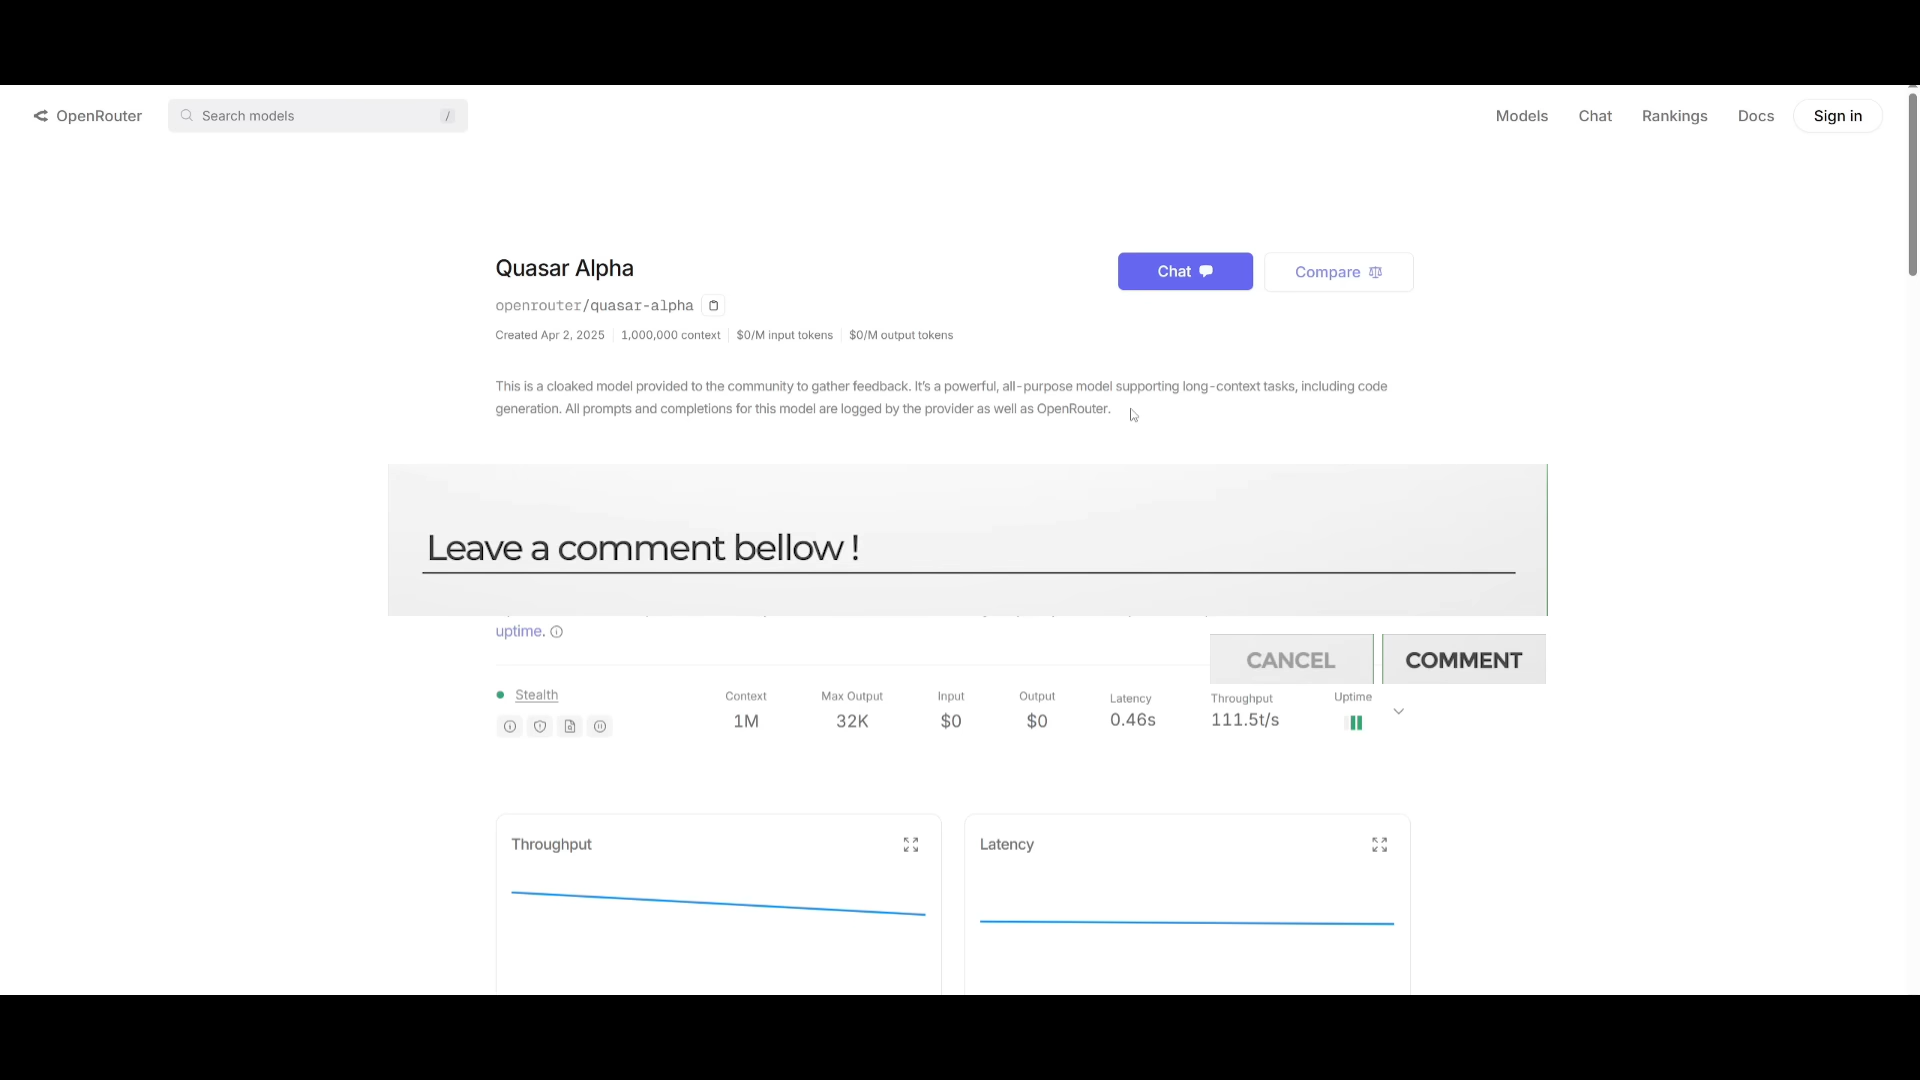 OpenRouter
Search models
/
Models
Chat
Rankings
Docs
Sign in
Quasar Alpha
Chat
Compare
openrouter/quasar-alpha
Created Apr 2, 2025
1,000,000 context
$0/M input tokens
$0/M output tokens
This is a cloaked model provided to the community to gather feedback. It's a powerful, all-purpose model supporting long-context tasks, including code
generation. All prompts and completions for this model are logged by the provider as well as OpenRouter.
Leave a comment bellow !
uptime.
CANCEL
COMMENT
Stealth
Context
Max Output
Input
Output
Latency
Throughput
Uptime
1M
32K
$0
$0
0.46s
111.5t/s
Throughput
Latency